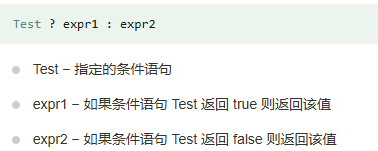 Test ? expr1 : expr2
Test – 指定的条件语句
expr1 – 如果条件语句 Test 返回 true 则返回该值
expr2 – 如果条件语句 Test 返回 false 则返回该值